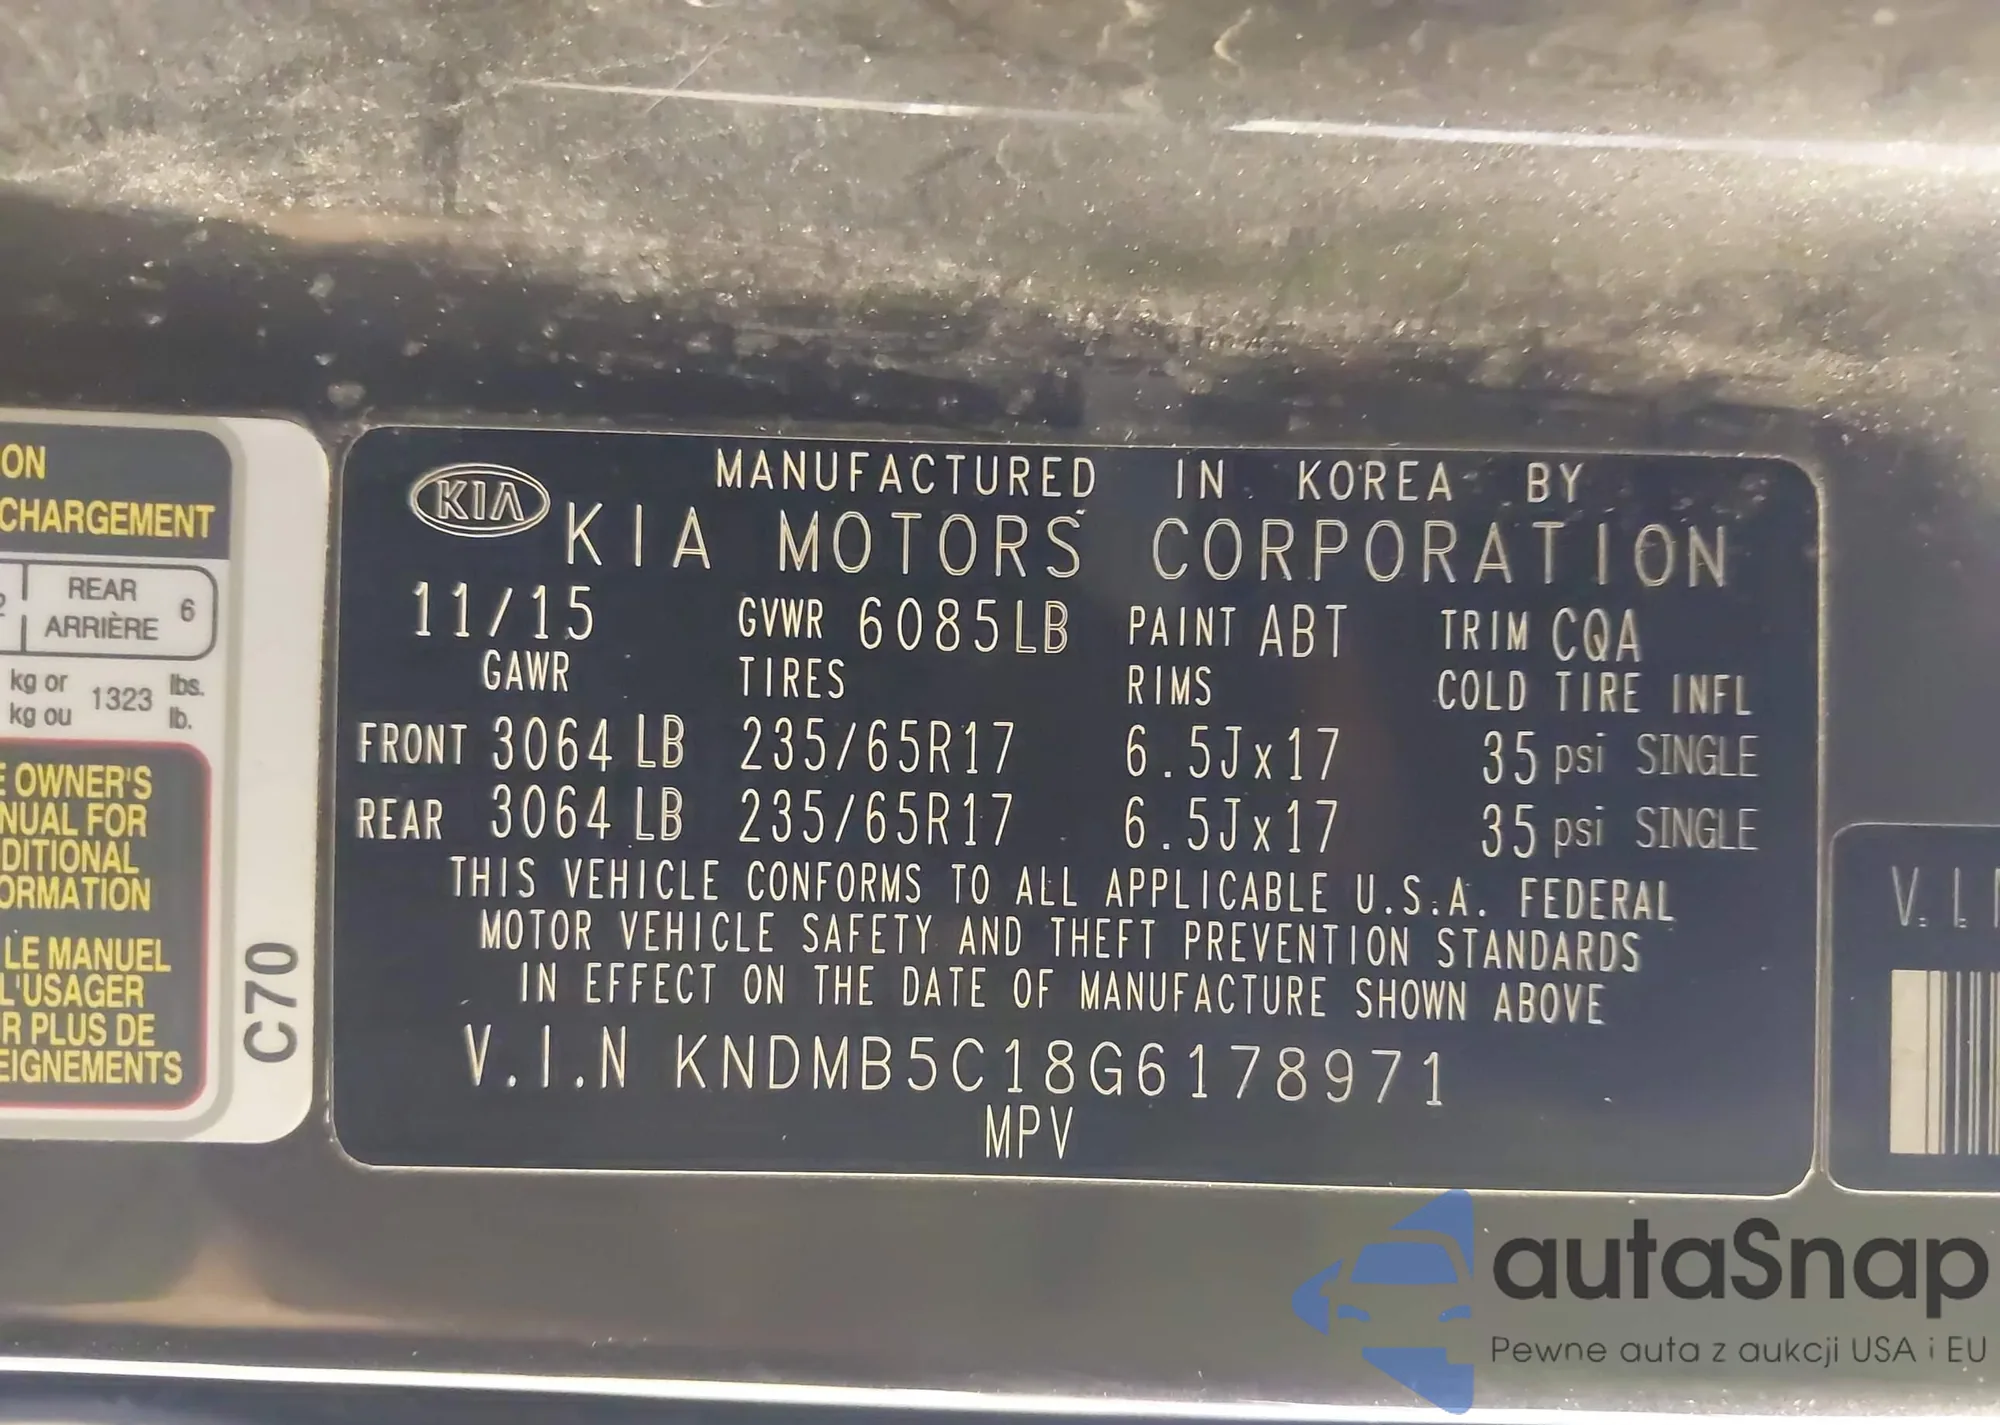 ON
CHARGEMENT
REAR
ARRIÈRE 6
kg or 1323 lbs.
kg ou lb.
E OWNER'S
NUAL FOR
DITIONAL
ORMATION
LE MANUEL
L'USAGER
R PLUS DE
EIGNEMENTS
C70
KIA
MANUFACTURED IN KOREA BY
KIA MOTORS CORPORATION
11/15 GVWR 6085LB PAINT ABT TRIM CQA
GAWR TIRES RIMS COLD TIRE INFL
FRONT 3064 LB 235/65R17 6.5Jx17 35 psi SINGLE
REAR 3064 LB 235/65R17 6.5Jx17 35 psi SINGLE
THIS VEHICLE CONFORMS TO ALL APPLICABLE U.S.A. FEDERAL
MOTOR VEHICLE SAFETY AND THEFT PREVENTION STANDARDS
IN EFFECT ON THE DATE OF MANUFACTURE SHOWN ABOVE
V.I.N KNDMB5C18G6178971
MPV
V.I.N
autaSnap
Pewne auta z aukcji USA i EU